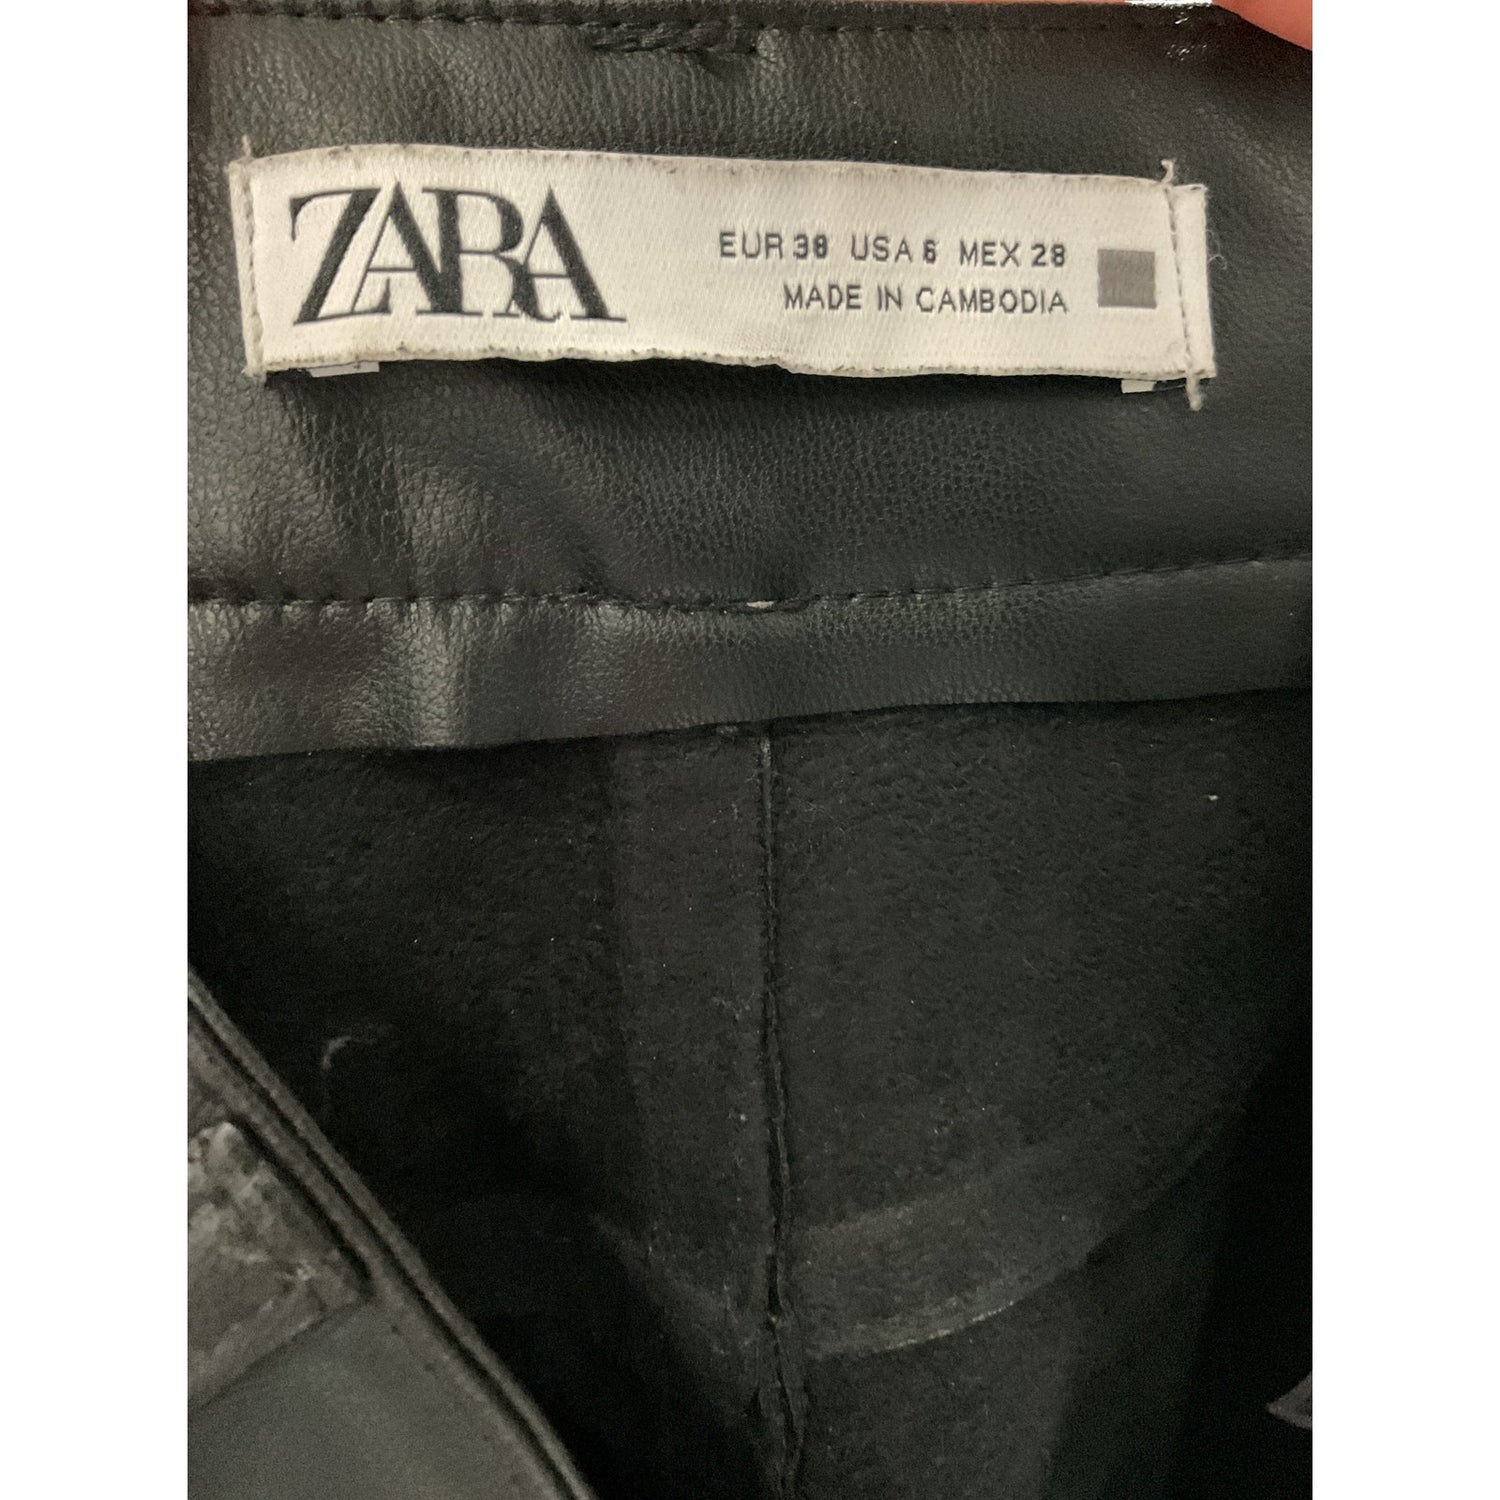 ZARA
EUR 38 USA 6 MEX 28
MADE IN CAMBODIA